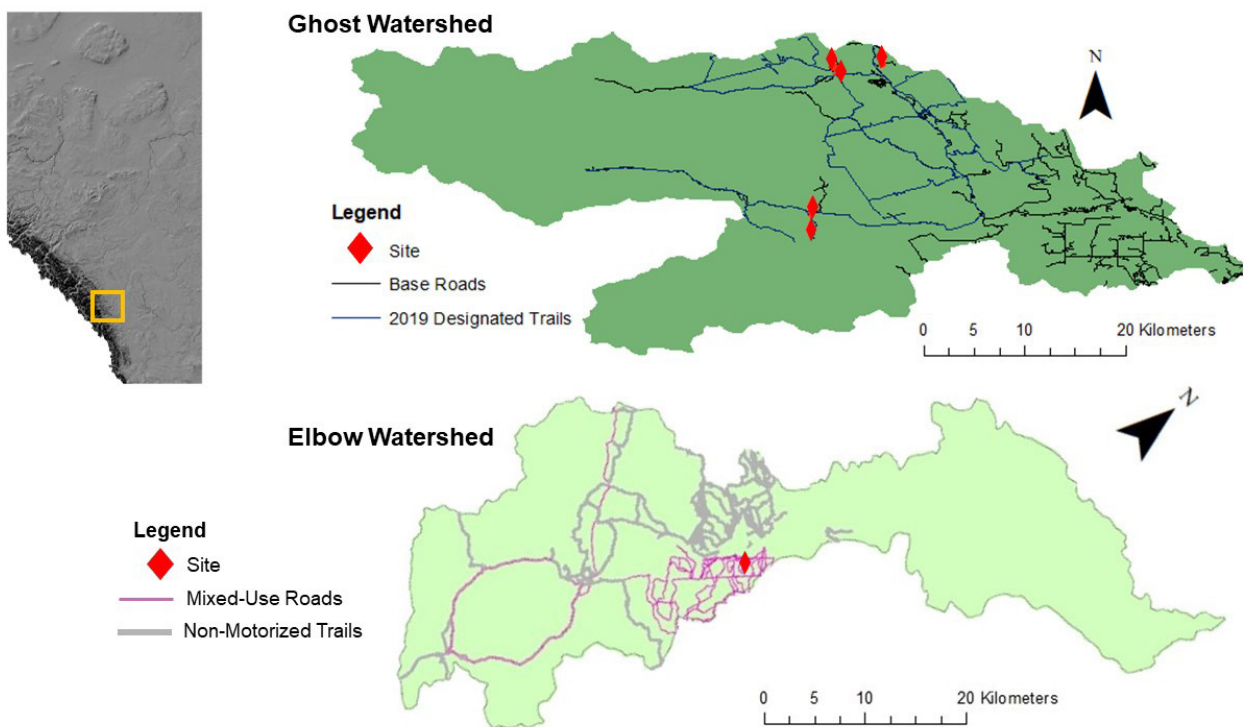 Ghost Watershed
N
Legend
Site
Base Roads
2019 Designated Trails
0 5 10 20 Kilometers
Elbow Watershed
N
Legend
Site
Mixed-Use Roads
Non-Motorized Trails
0 5 10 20 Kilometers